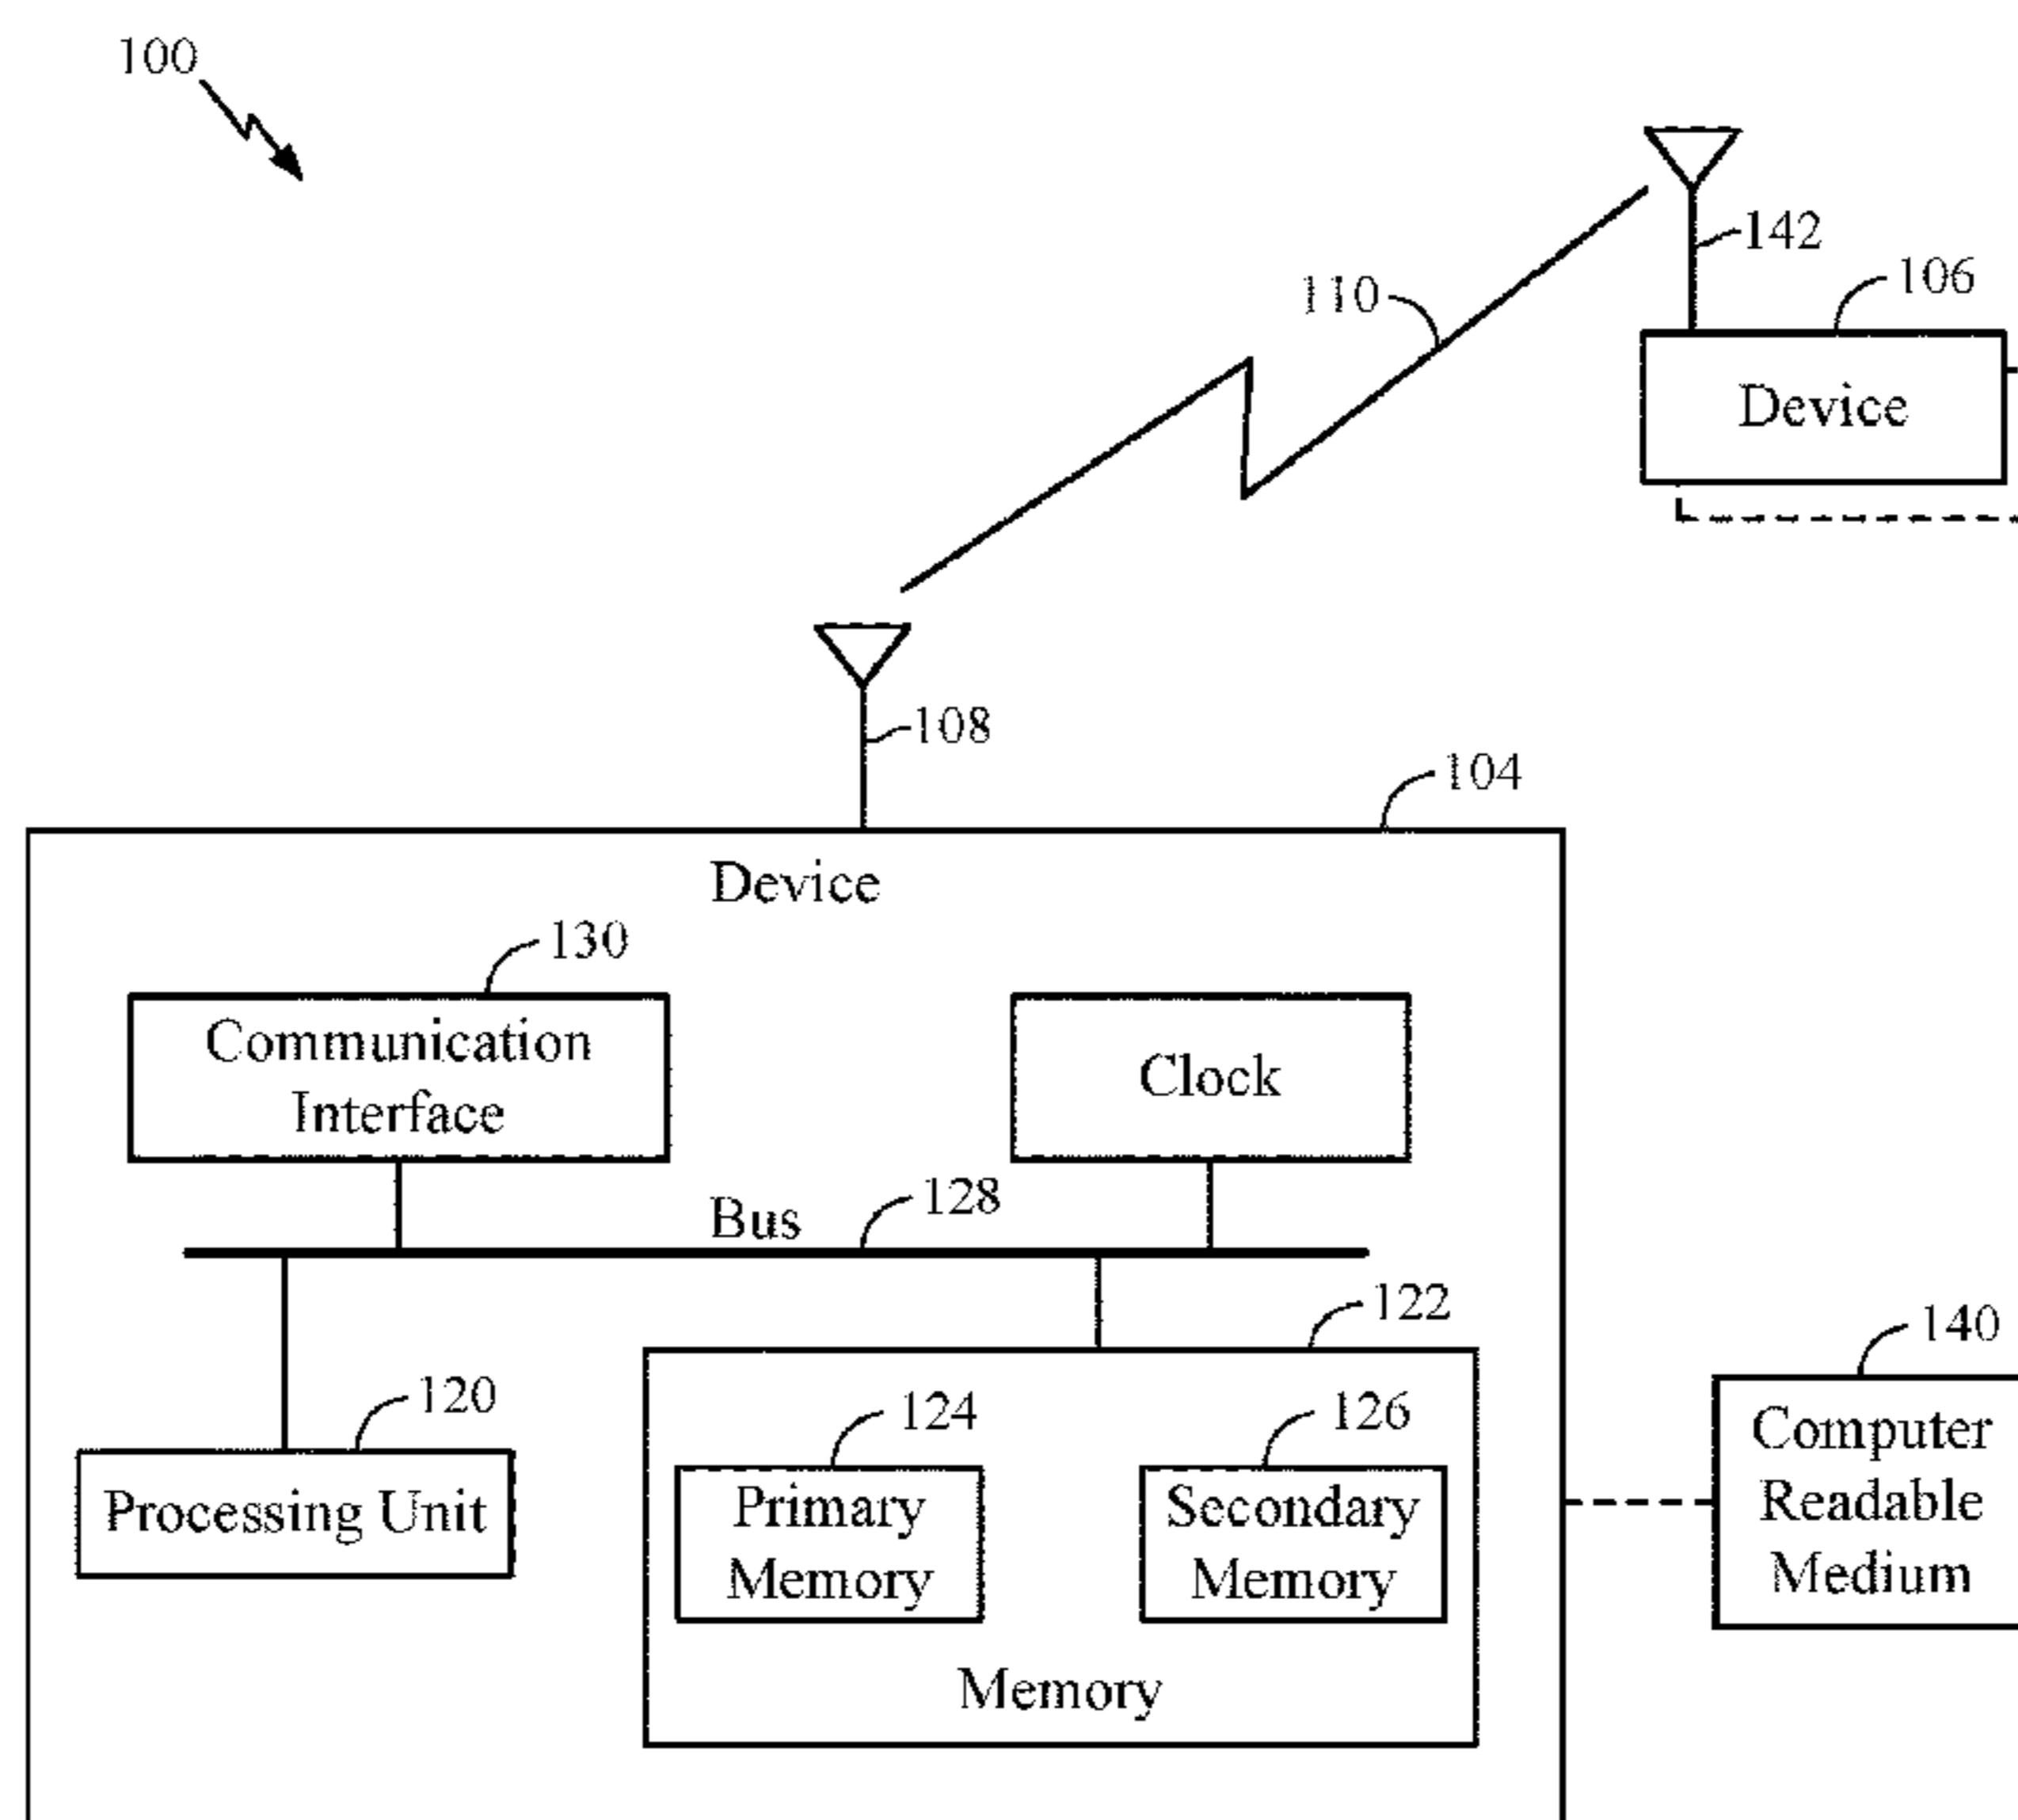 100
142
106
110
Device
108
104
Device
130
Communication
Interface
Clock
Bus
128
122
140
120
124
126
Processing Unit
Primary
Memory
Secondary
Memory
Memory
Computer
Readable
Medium